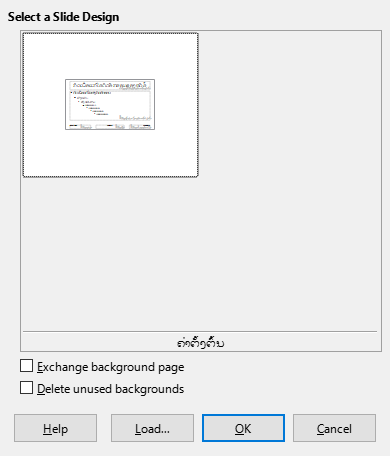 Select a Slide Design
ຄ່າຕັ້ງຕົ້ນ
Exchange background page
Delete unused backgrounds
Help
Load...
OK
Cancel